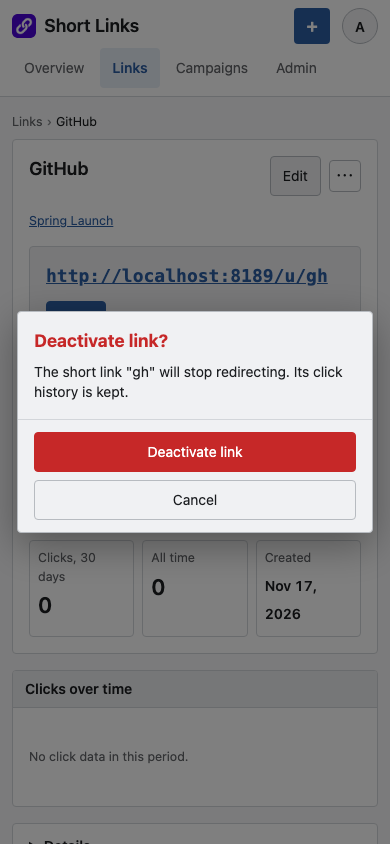 Short Links
+
A
Overview
Links
Campaigns
Admin
Links › GitHub
GitHub
Edit
...
Spring Launch
http://localhost:8189/u/gh
Deactivate link?
The short link "gh" will stop redirecting. Its click
history is kept.
Deactivate link
Cancel
Clicks, 30
days
0
All time
0
Created
Nov 17,
2026
Clicks over time
No click data in this period.
Details